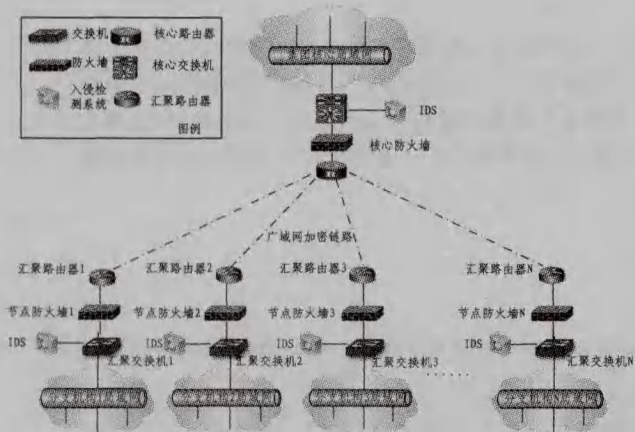 交换机
核心路由器
防火墙
核心交换机
入侵检
测系统
汇聚路由器
图例
IDS
核心防火墙
广域网加密链路
汇聚路由器1
汇聚路由器2
汇聚路由器3
汇聚路由器N
节点防火墙1
节点防火墙2
节点防火墙3
节点防火墙N
IDS
IDS
IDS
IDS
汇聚交换机1
汇聚交换机2
汇聚交换机3
......
汇聚交换机N